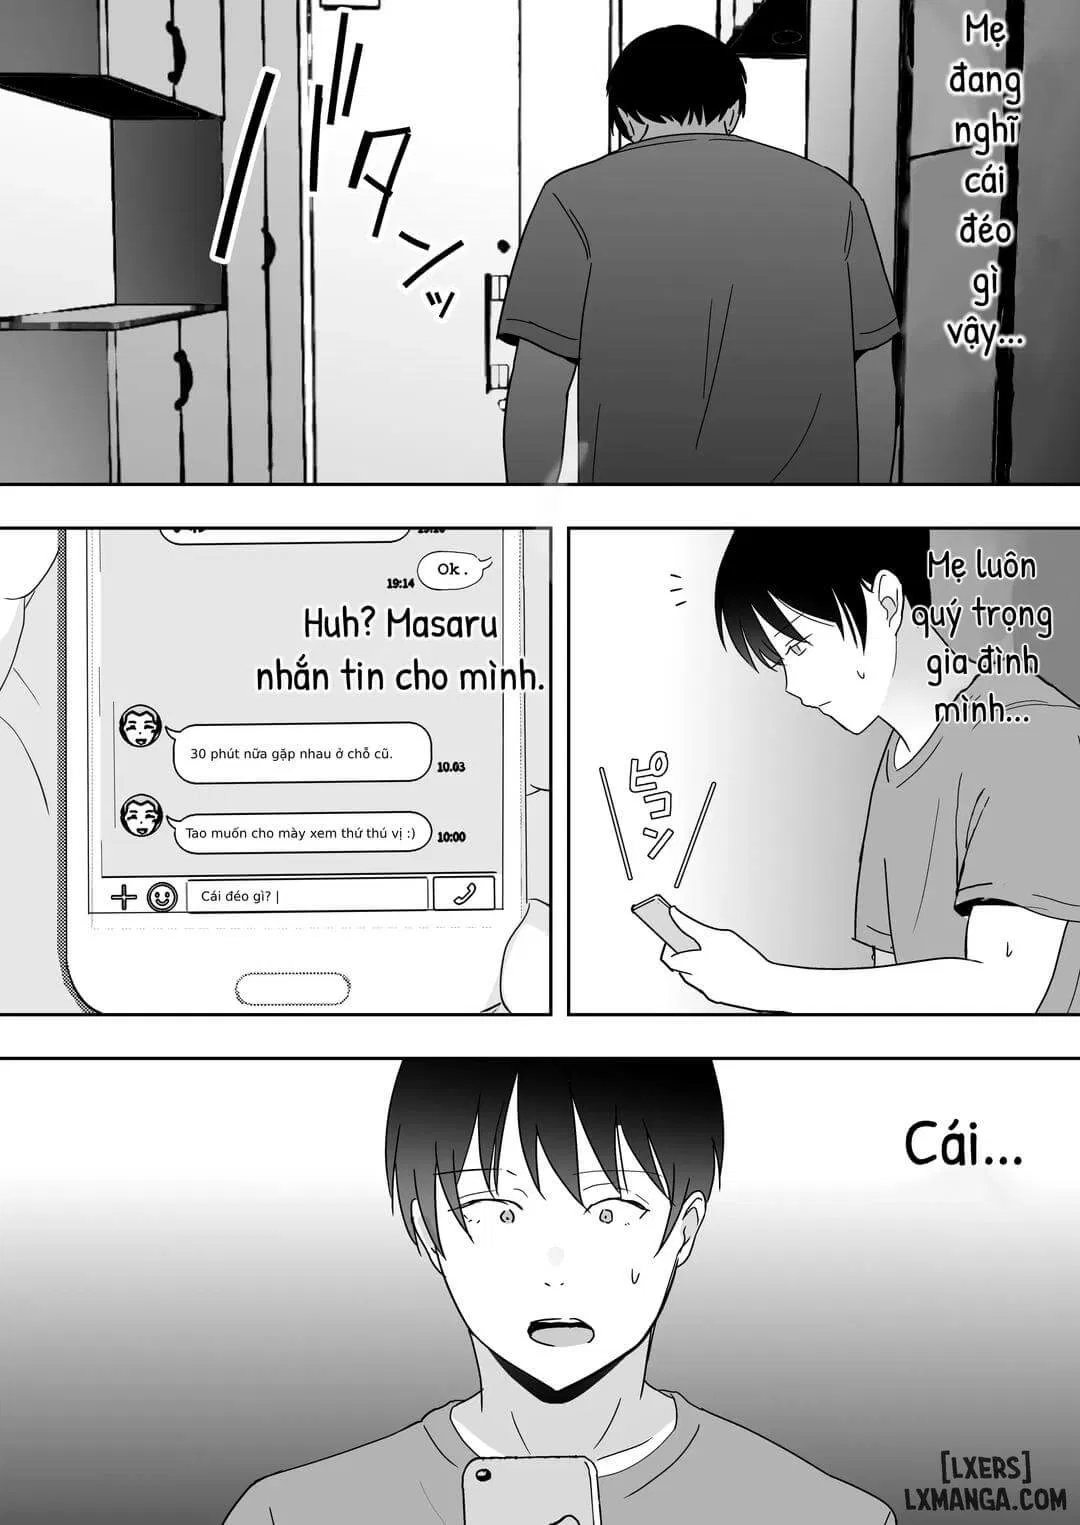 Mẹ
đang
nghĩ
cái
đéo
gì
vậy...
タンッ
Mẹ luôn
quý trọng
gia đình
mình...
ピコン
19:14
Ok.
Huh? Masaru
nhắn tin cho mình.
30 phút nữa gặp nhau ở chỗ cũ.
10.03
Tao muốn cho mày xem thứ thú vị :)
10:00
Cái đéo gì? |
Cái...
[LXERS]
LXMANGA.COM